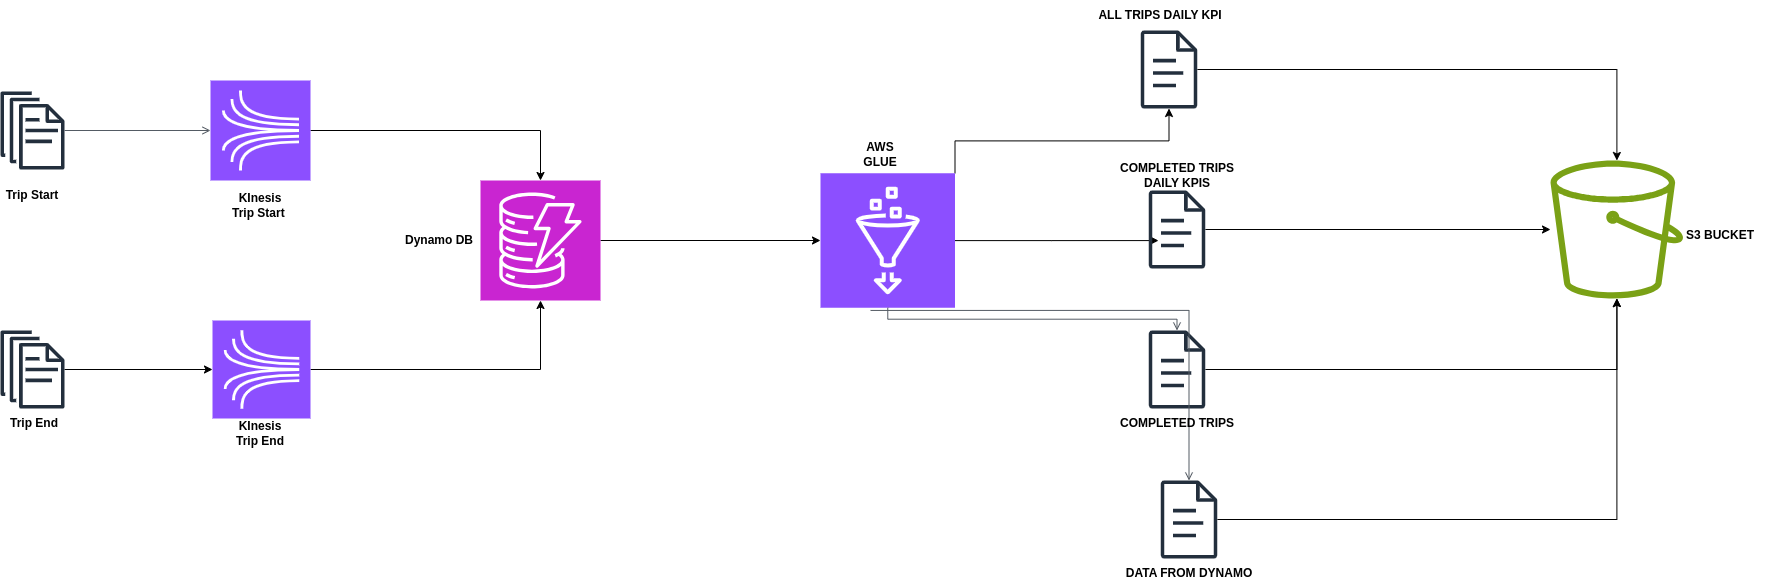 ALL TRIPS DAILY KPI
AWS
GLUE
COMPLETED TRIPS
DAILY KPIS
Trip Start
KInesis
Trip Start
Dynamo DB
S3 BUCKET
Trip End
KInesis
Trip End
COMPLETED TRIPS
DATA FROM DYNAMO